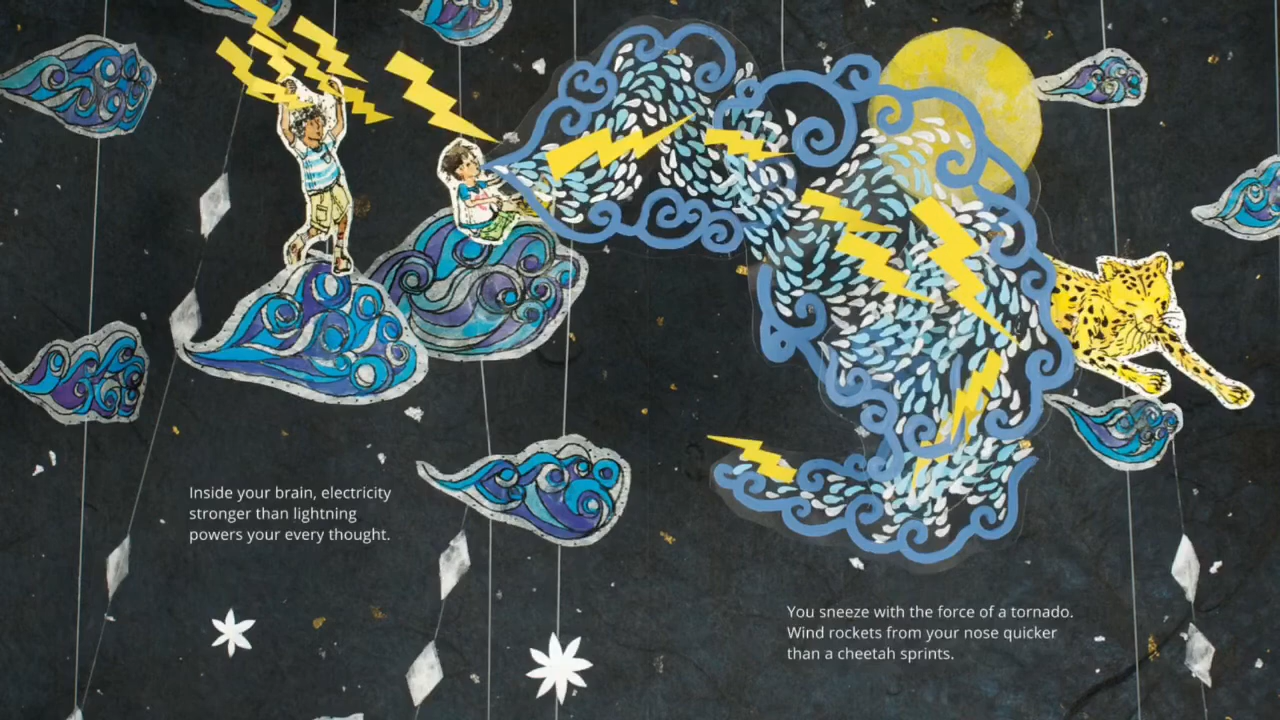 Inside your brain, electricity
stronger than lightning
powers your every thought.
You sneeze with the force of a tornado.
Wind rockets from your nose quicker
than a cheetah sprints.